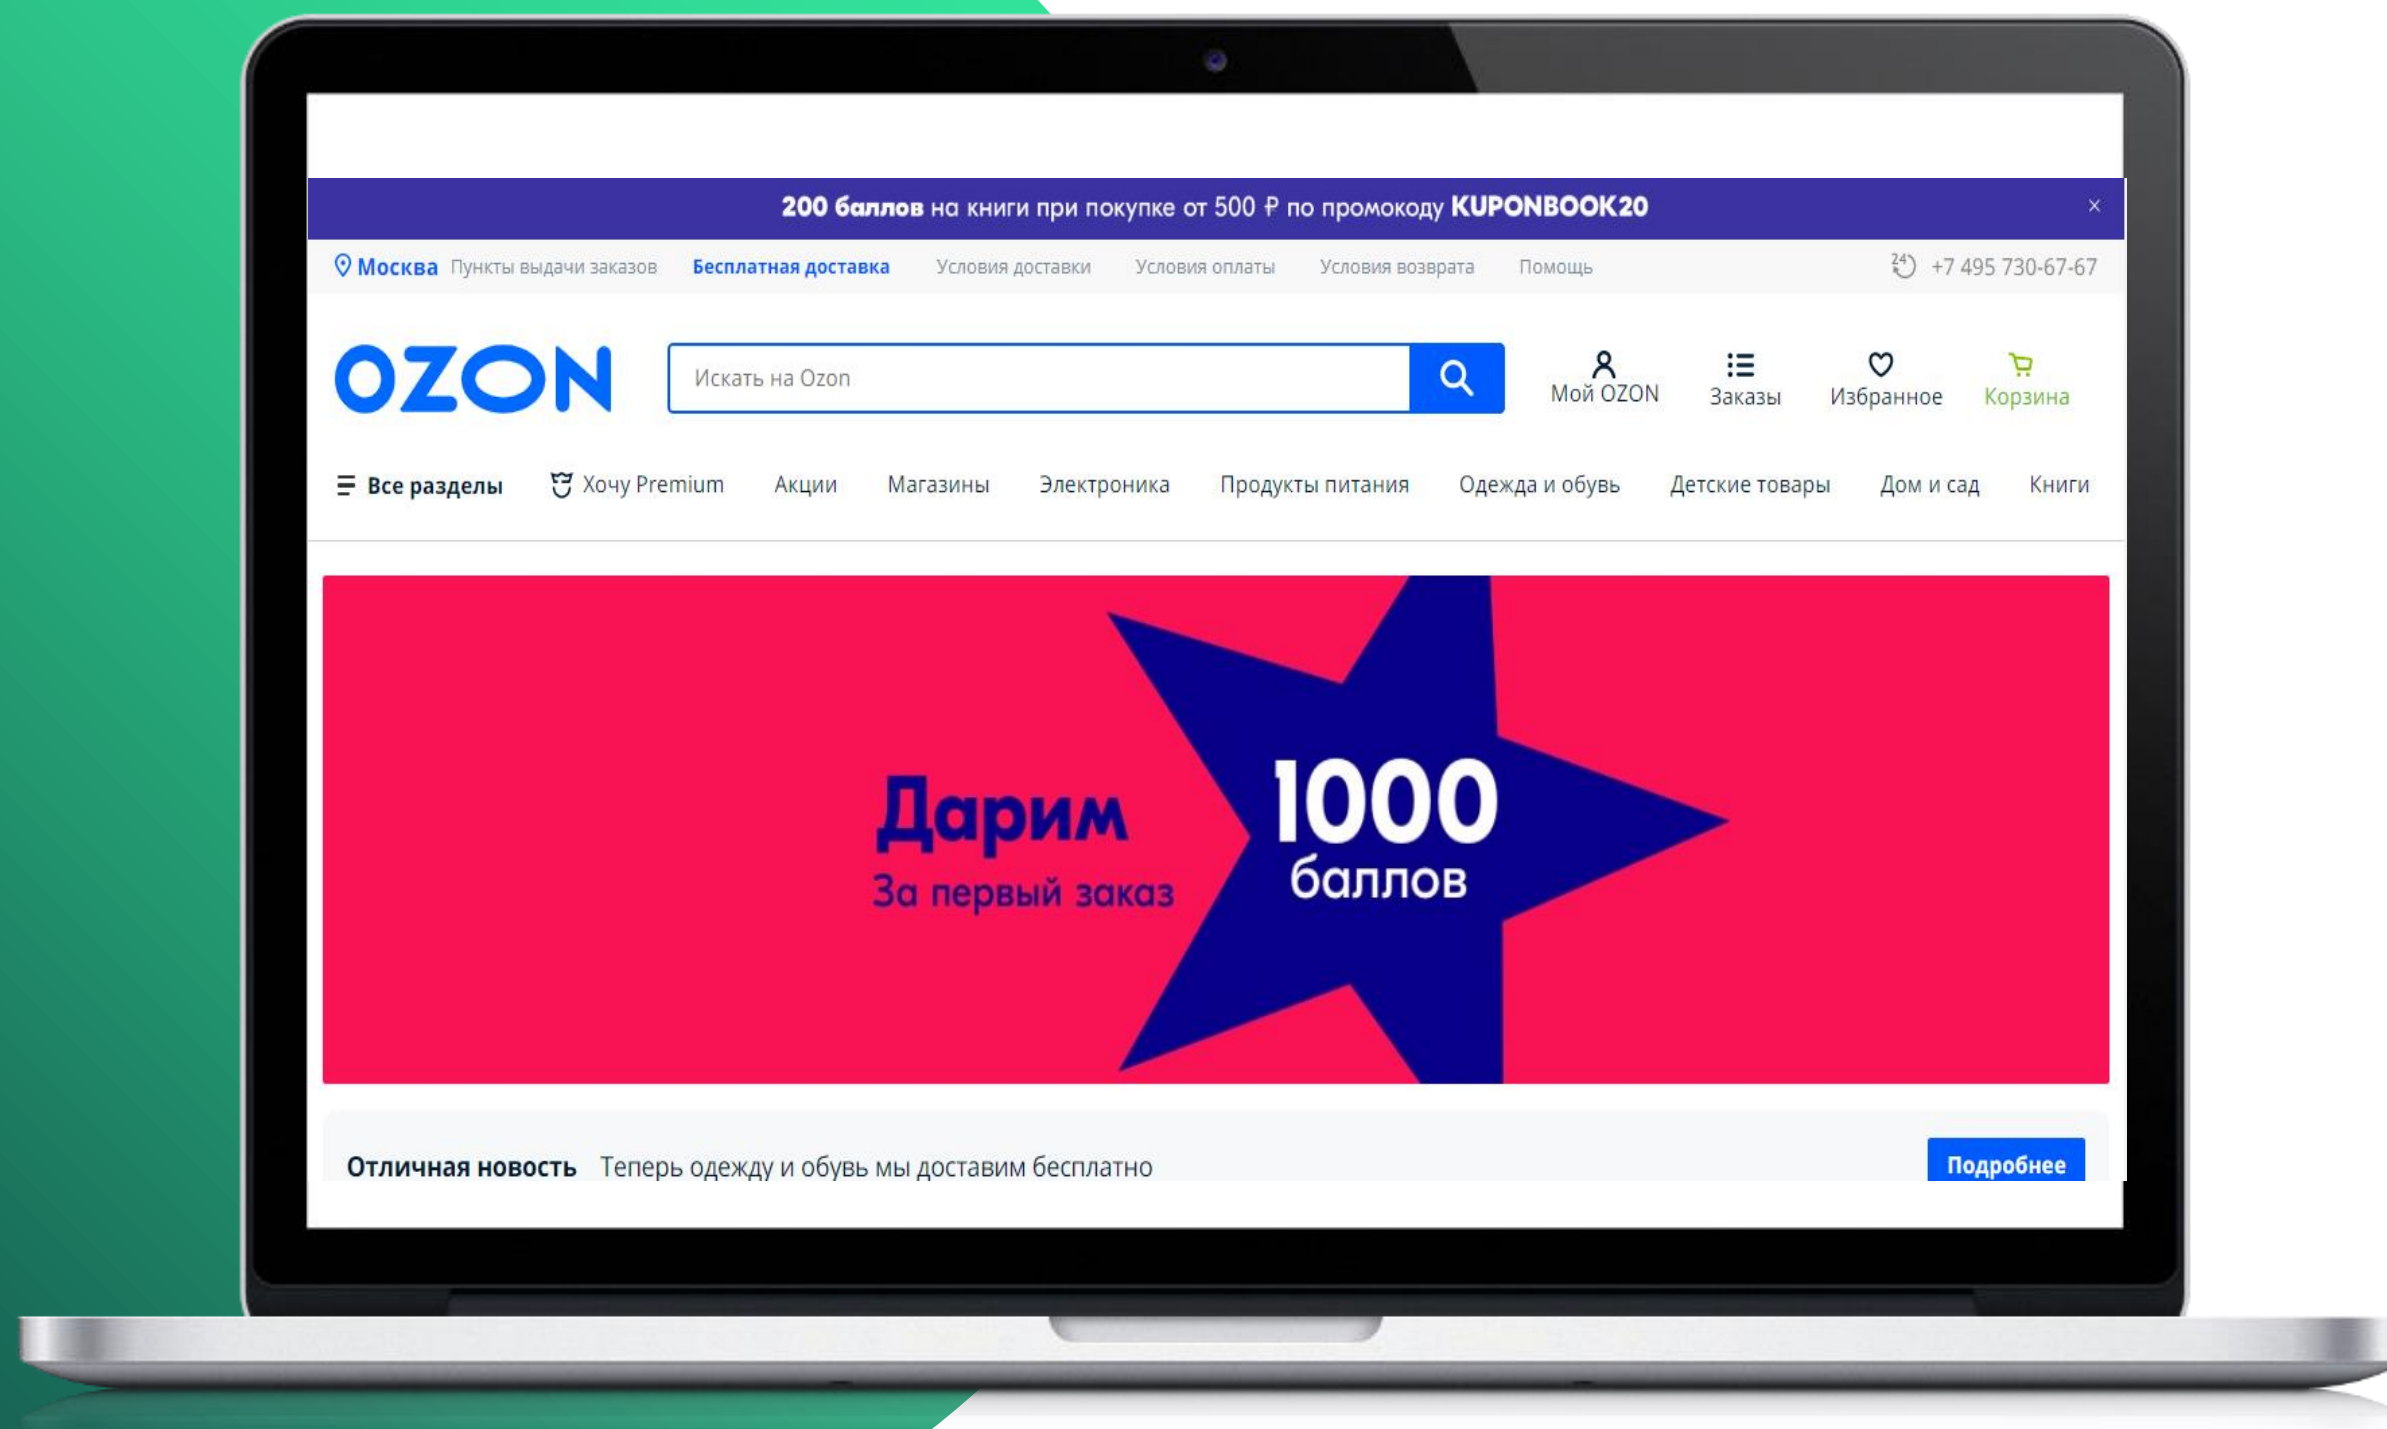 200 баллов на книги при покупке от 500 ₽ по промокоду KUPONBOOK20 ×
Москва Пункты выдачи заказов Бесплатная доставка Условия доставки Условия оплаты Условия возврата Помощь 24 +7 495 730-67-67
OZON Искать на Ozon Мой OZON Заказы Избранное Корзина
Все разделы Хочу Premium Акции Магазины Электроника Продукты питания Одежда и обувь Детские товары Дом и сад Книги
Дарим
За первый заказ
1000
баллов
Отличная новость Теперь одежду и обувь мы доставим бесплатно Подробнее